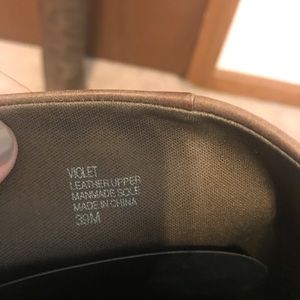 VIOLET
LEATHER UPPER
MANMADE SOLE
MADE IN CHINA
39M